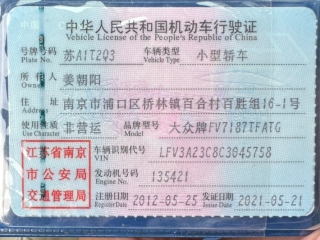 中华人民共和国机动车行驶证
Vehicle License of the People's Republic of China
号牌号码 苏A1T2Q3 车辆类型 小型轿车
Plate No. Vehicle Type
所有人 姜朝阳
Owner
住址 南京市浦口区桥林镇百合村百胜组16-1号
Address
使用性质 非营运 品牌型号 大众牌FV7187TFATG
Use Character Model
江苏省南京
市公安局
交通管理局
车辆识别代号 LFV3A23C8C3045758
VIN
发动机号码 135421
Engine No.
注册日期 2012-05-25 发证日期 2021-05-21
Register Date Issue Date